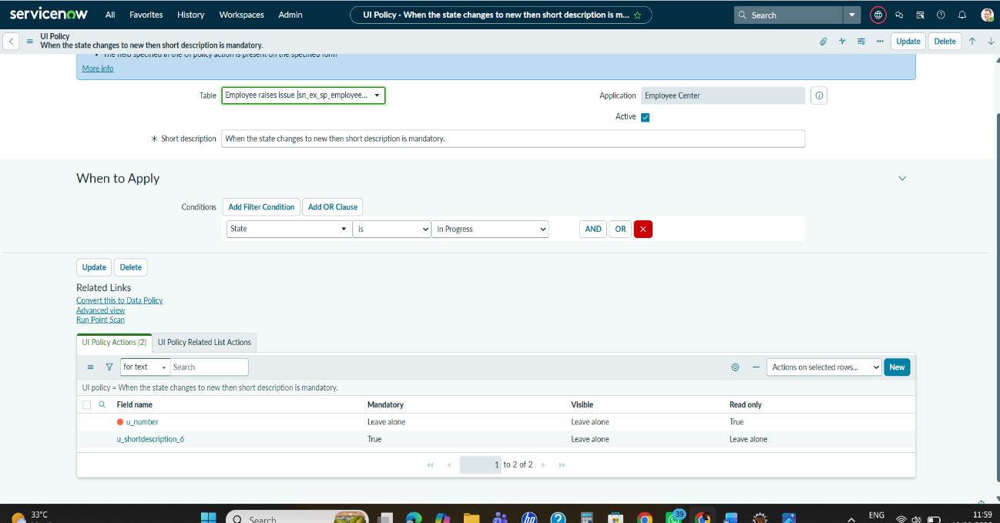 servicenow All Favorites History Workspaces Admin UI Policy - When the state changes to new then short description is m... Search
UI Policy
When the state changes to new then short description is mandatory.
Update Delete
The field specified in the UI policy action is present on the specified form
More info
Table Employee raises issue [sn_ex_sp_employee... Application Employee Center
Active
Short description When the state changes to new then short description is mandatory.
When to Apply
Conditions Add Filter Condition Add OR Clause
State is In Progress AND OR
Update Delete
Related Links
Convert this to Data Policy
Advanced view
Run Point Scan
UI Policy Actions (2) UI Policy Related List Actions
for text Search Actions on selected rows... New
UI policy = When the state changes to new then short description is mandatory.
Field name Mandatory Visible Read only
u_number Leave alone Leave alone True
u_shortdescription_6 True Leave alone Leave alone
1 to 2 of 2
33°C Search 39 ENG 11:59